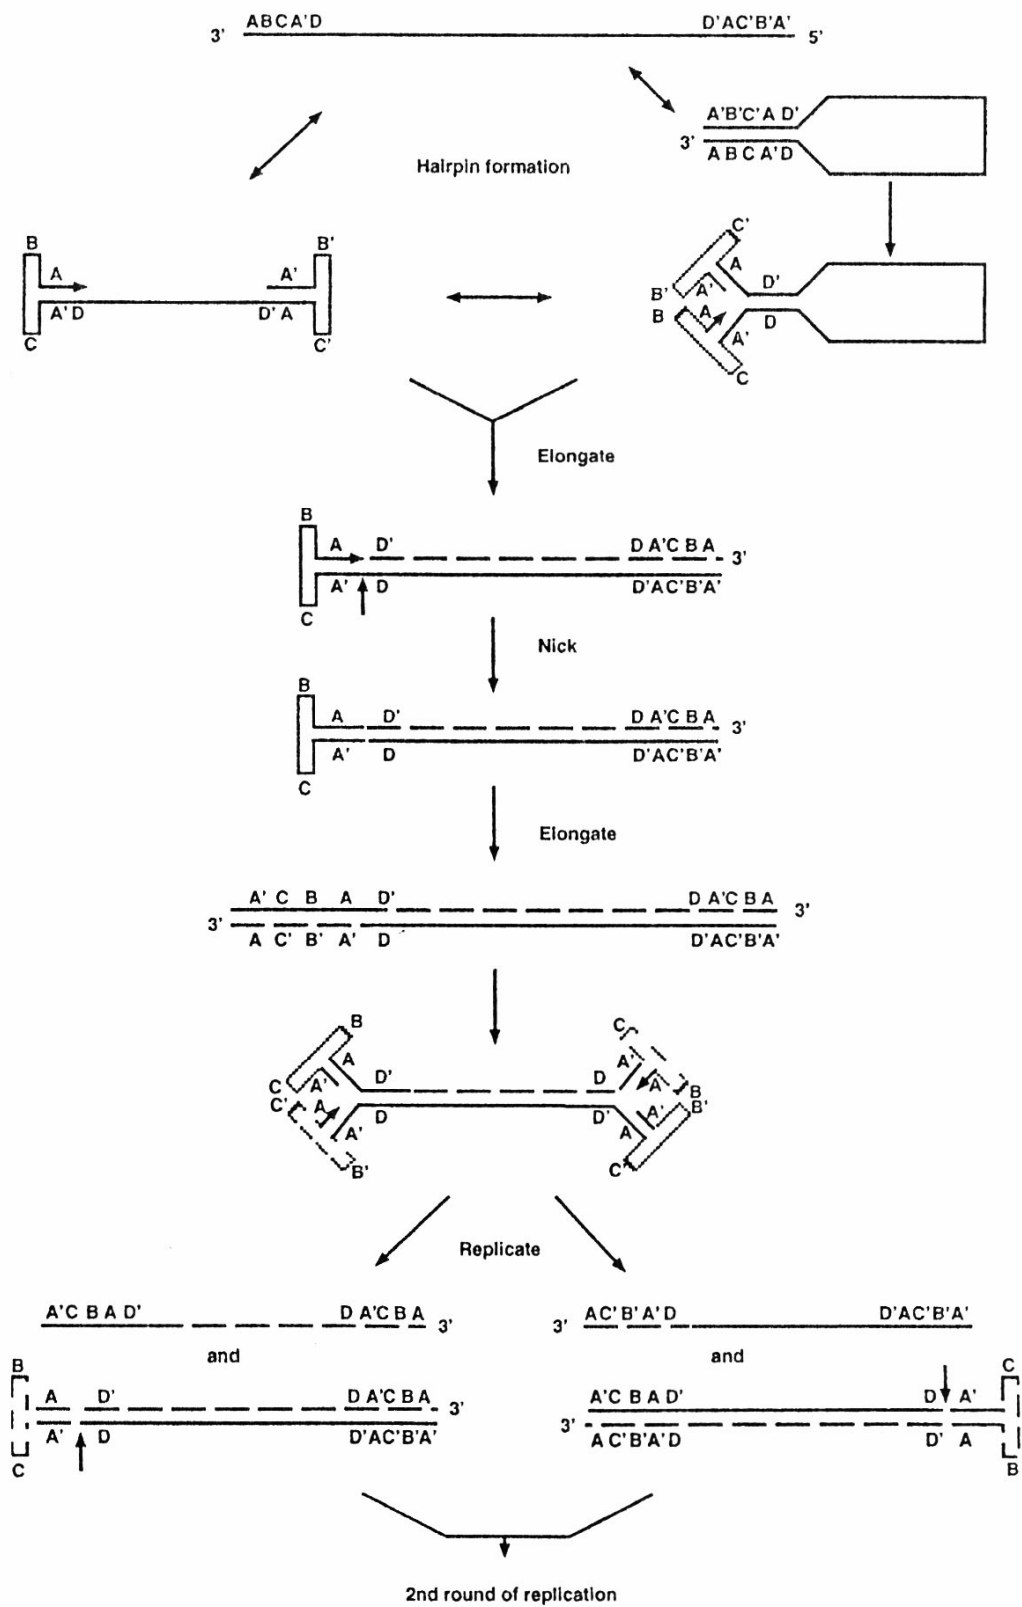 ABCA'D D'AC'B'A'
3' 5'
A'B'C'A D'
3'
A B C A'D
Hairpin formation
B B' C'
A A' A D'
B' A'
A'D D' A B A D
C C' A'
C
Elongate
B
A D' D A'C B A 3'
A' D D'AC'B'A'
C
Nick
B
A D' D A'C B A 3'
A' D D'AC'B'A'
C
Elongate
A' C B A D' D A'C B A 3'
3'
A C' B' A' D D'AC'B'A'
B C
A A'
C A' D' D A B
C' A D D' A' B'
A' A
B' C'
Replicate
A'C B A D' D A'C B A 3' 3' AC'B'A'D D'AC'B'A'
and and
B C
A D' D A'C B A 3' A'C B A D' D A'
3'
A' D D'AC'B'A' A C'B'A'D D' A
C B
2nd round of replication